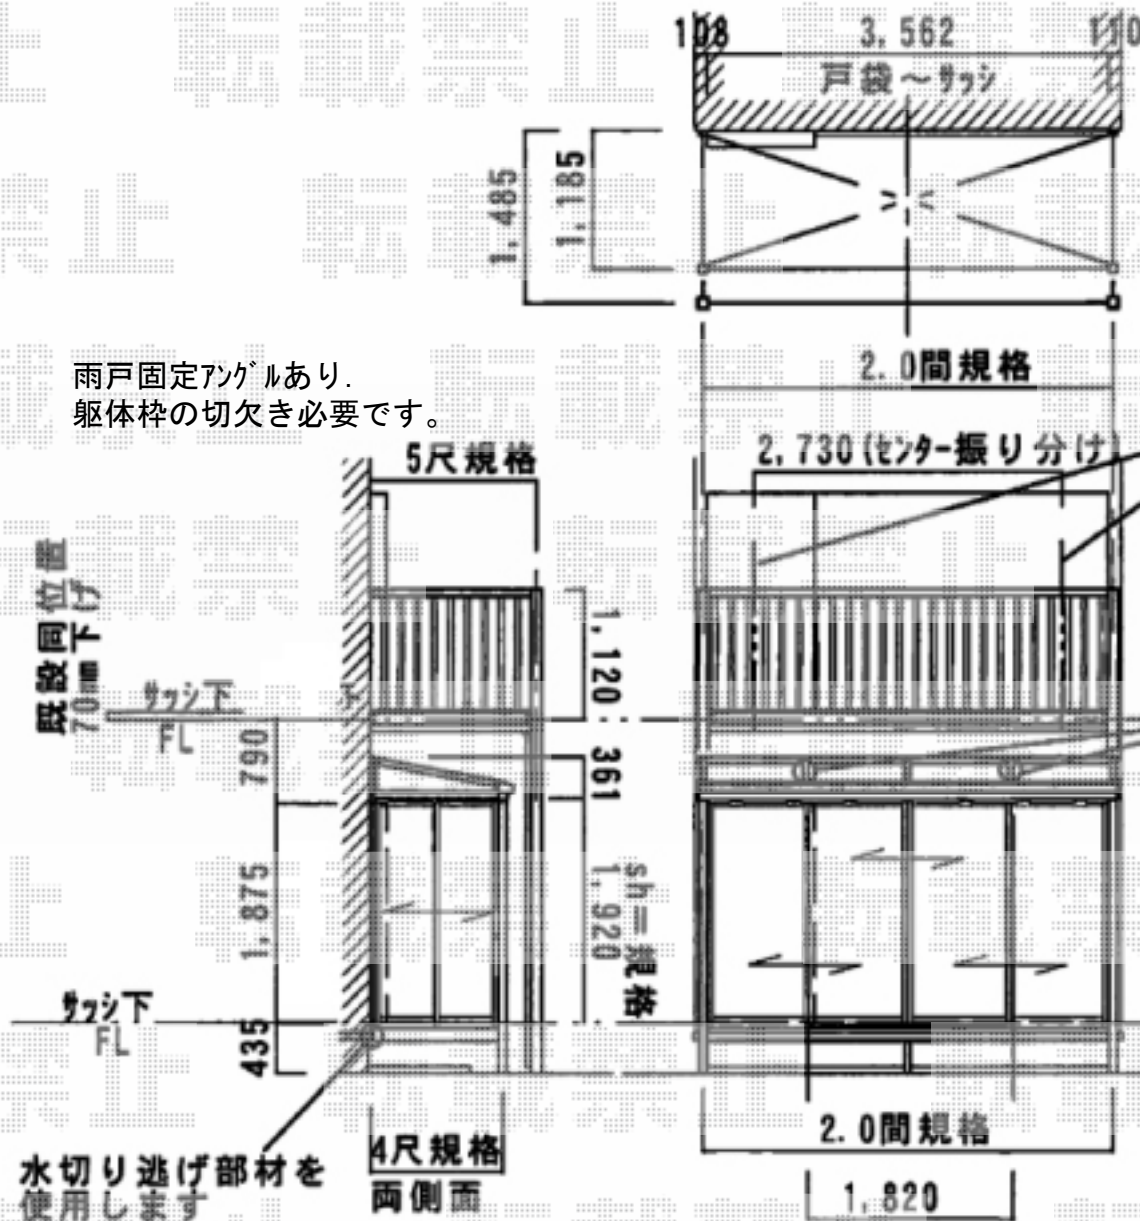 108
3,562
110
戸袋～サッシ
1,485
1,185
2.0間規格
雨戸固定ｱﾝｸﾞﾙあり.
躯体枠の切欠き必要です。
5尺規格
2,730(ｾﾝﾀｰ振り分け)
既設同位置
70mm下げ
1,120
サッシ下
FL
790
361
1,875
sh=規格
1,920
サッシ下
FL
435
水切り逃げ部材を
使用します
4尺規格
両側面
2.0間規格
1,820
転載禁止